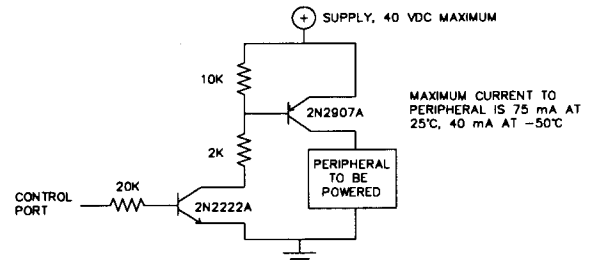 SUPPLY, 40 VDC MAXIMUM
10K
2N2907A
MAXIMUM CURRENT TO
PERIPHERAL IS 75 mA AT
25°C, 40 mA AT -50°C
2K
PERIPHERAL
TO BE
POWERED
CONTROL
PORT
20K
2N2222A